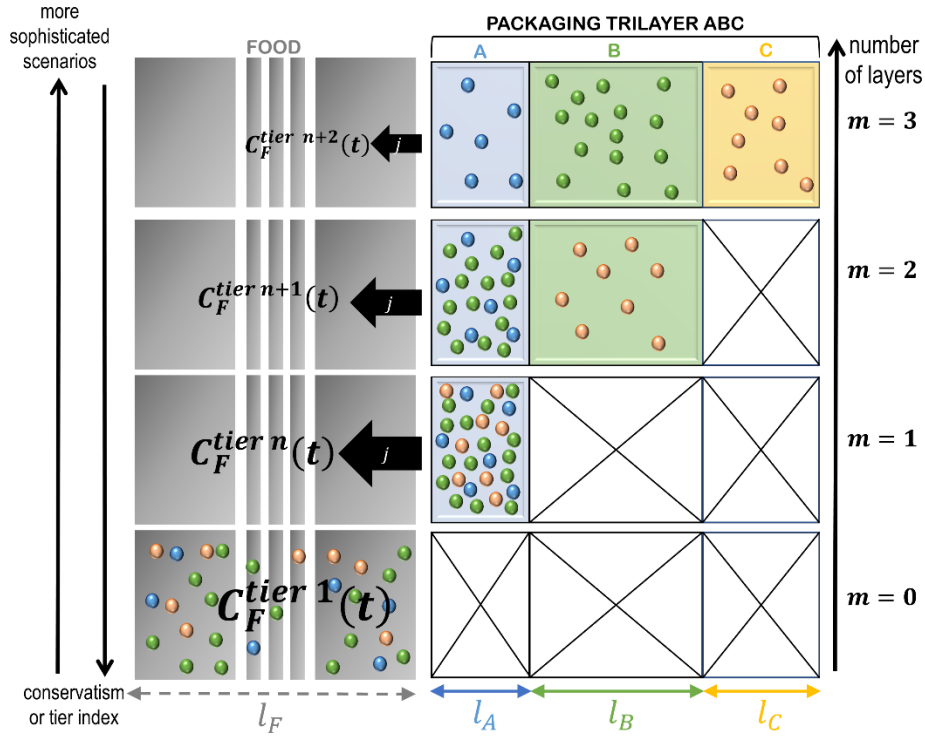 more
sophisticated
scenarios
PACKAGING TRILAYER ABC
FOOD
A
B
C
number
of layers
C_F^{tier n+2}(t)
j
m = 3
C_F^{tier n+1}(t)
j
m = 2
C_F^{tier n}(t)
j
m = 1
C_F^{tier 1}(t)
m = 0
conservatism
or tier index
l_F
l_A
l_B
l_C